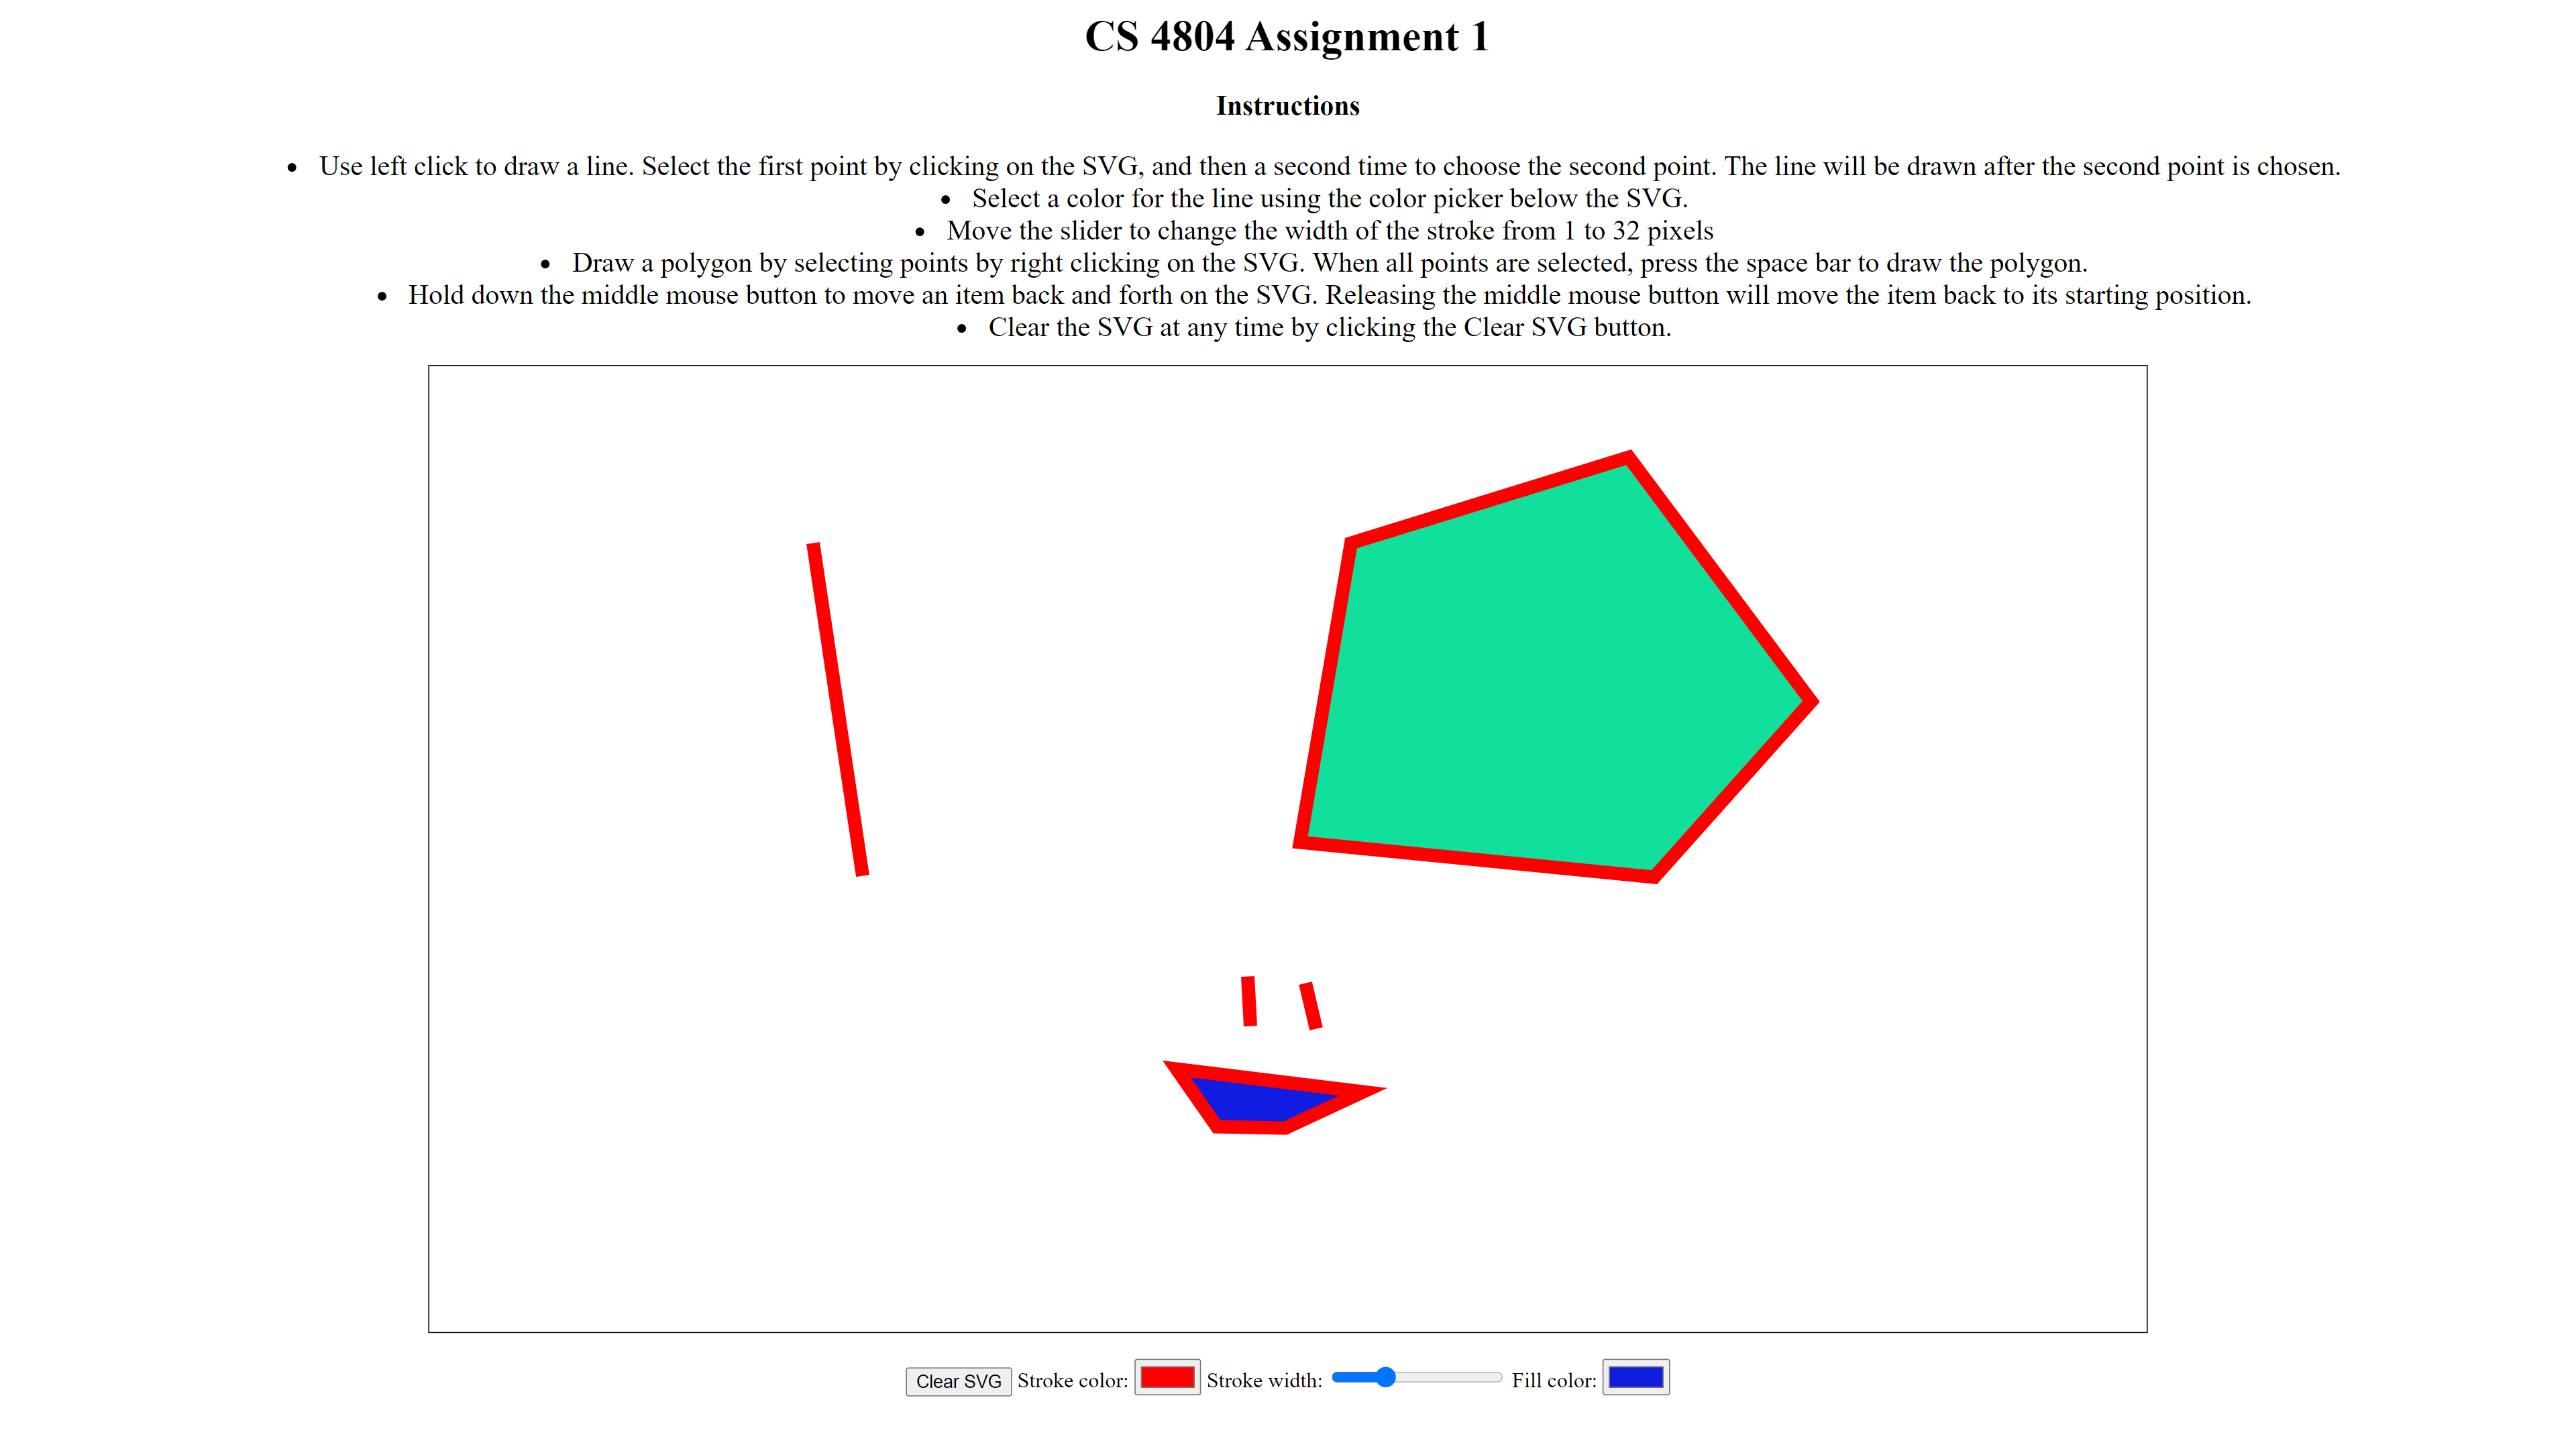 CS 4804 Assignment 1
Instructions
• Use left click to draw a line. Select the first point by clicking on the SVG, and then a second time to choose the second point. The line will be drawn after the second point is chosen.
• Select a color for the line using the color picker below the SVG.
• Move the slider to change the width of the stroke from 1 to 32 pixels
• Draw a polygon by selecting points by right clicking on the SVG. When all points are selected, press the space bar to draw the polygon.
• Hold down the middle mouse button to move an item back and forth on the SVG. Releasing the middle mouse button will move the item back to its starting position.
• Clear the SVG at any time by clicking the Clear SVG button.
Clear SVG Stroke color: Stroke width: Fill color: